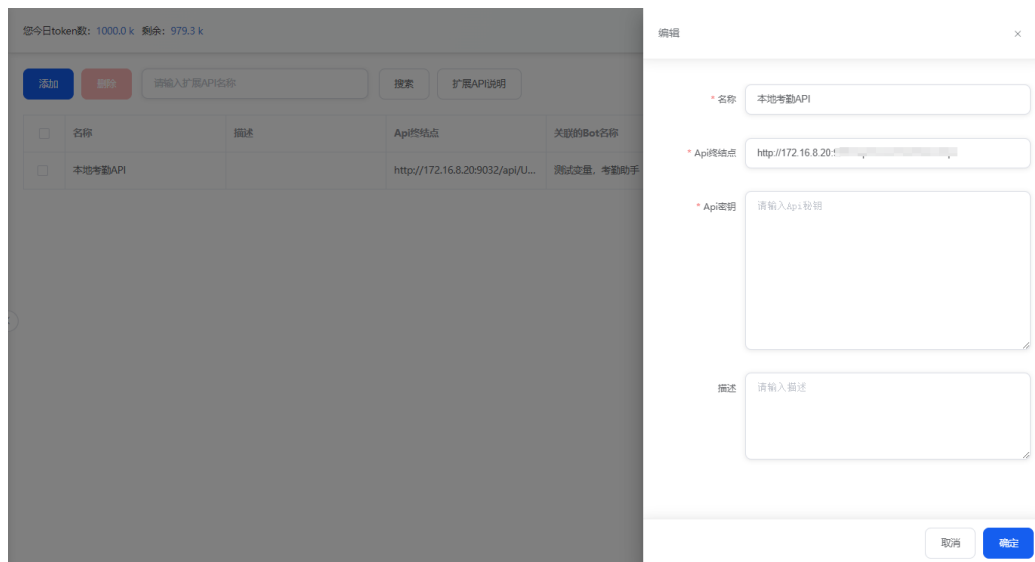 您今日token数：1000.0 k 剩余：979.3 k
添加 删除 请输入扩展API名称 搜索 扩展API说明
名称 描述 Api终结点 关联的Bot名称
本地考勤API http://172.16.8.20:9032/api/U... 测试变量，考勤助手
编辑
* 名称 本地考勤API
* Api终结点 http://172.16.8.20:
* Api密钥 请输入Api秘钥
描述 请输入描述
取消 确定